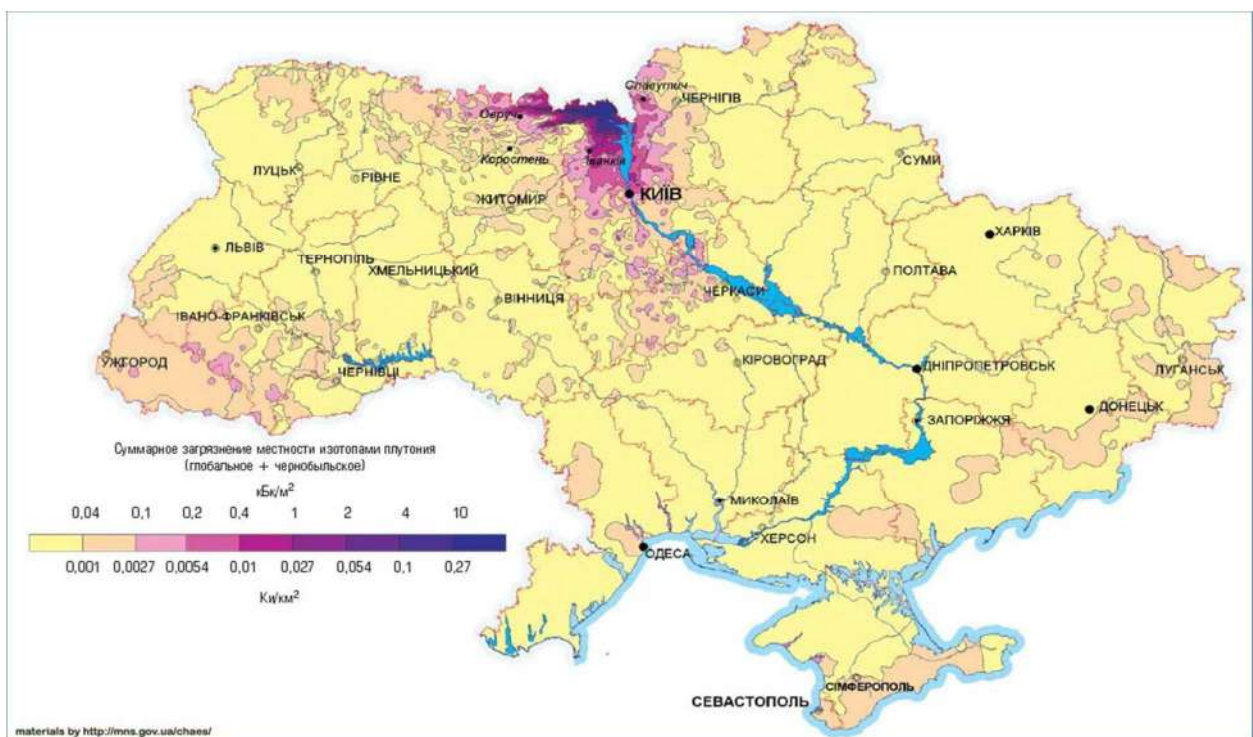 Славутич
ЧЕРНІГІВ
Овруч
Коростень
Іванків
СУМИ
ЛУЦЬК
РІВНЕ
КИЇВ
ЖИТОМИР
ХАРКІВ
ЛЬВІВ
ТЕРНОПІЛЬ
ХМЕЛЬНИЦЬКИЙ
ПОЛТАВА
ЧЕРКАСИ
ВІННИЦЯ
ІВАНО-ФРАНКІВСЬК
УЖГОРОД
КІРОВОГРАД
ДНІПРОПЕТРОВСЬК
ЛУГАНСЬК
ЧЕРНІВЦІ
ДОНЕЦЬК
ЗАПОРІЖЖЯ
Суммарное загрязнение местности изотопами плутония
(глобальное + чернобыльское)
кБк/м²
0,04 0,1 0,2 0,4 1 2 4 10
0,001 0,0027 0,0054 0,01 0,027 0,054 0,1 0,27
Ки/км²
МИКОЛАЇВ
ХЕРСОН
ОДЕСА
СІМФЕРОПОЛЬ
СЕВАСТОПОЛЬ
materials by http://mns.gov.ua/chaes/